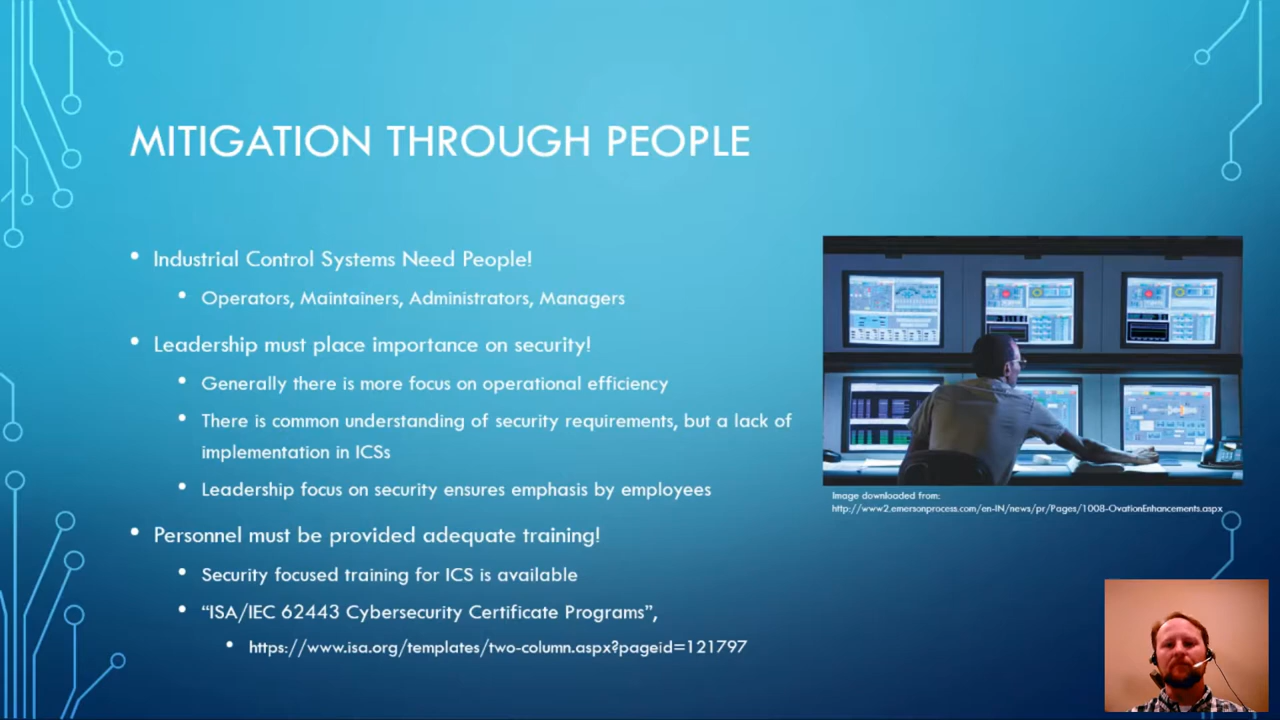 MITIGATION THROUGH PEOPLE
• Industrial Control Systems Need People!
• Operators, Maintainers, Administrators, Managers
• Leadership must place importance on security!
• Generally there is more focus on operational efficiency
• There is common understanding of security requirements, but a lack of
implementation in ICSs
• Leadership focus on security ensures emphasis by employees
• Personnel must be provided adequate training!
• Security focused training for ICS is available
• “ISA/IEC 62443 Cybersecurity Certificate Programs”,
• https://www.isa.org/templates/two-column.aspx?pageid=121797
Image downloaded from:
http://www2.emersonprocess.com/en-IN/news/pr/Pages/1008-OvationEnhancements.aspx